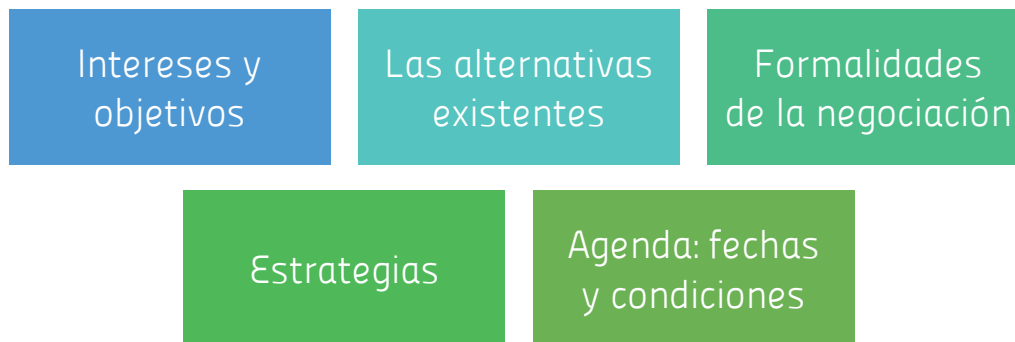 Intereses y
objetivos
Las alternativas
existentes
Formalidades
de la negociación
Estrategias
Agenda: fechas
y condiciones